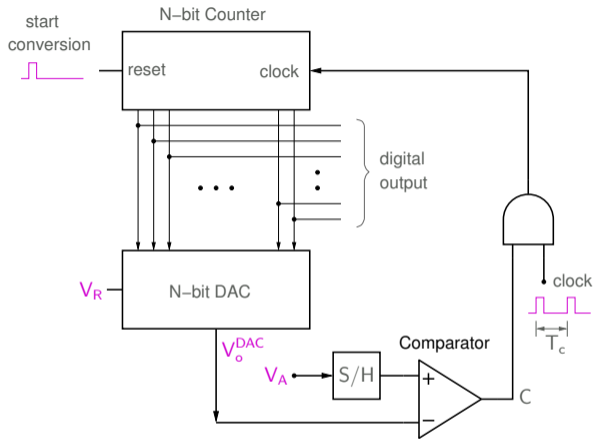 N−bit Counter
start
conversion
reset
clock
digital
output
V_R
N−bit DAC
clock
T_c
V_o^DAC
Comparator
V_A
S/H
+
−
C